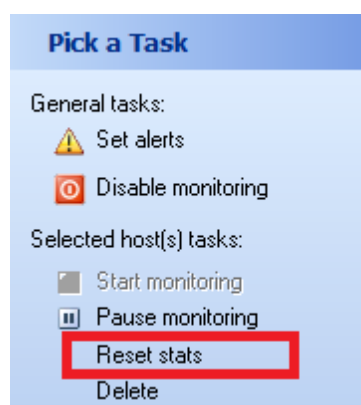 Pick a Task
General tasks:
Set alerts
Disable monitoring
Selected host(s) tasks:
Start monitoring
Pause monitoring
Reset stats
Delete